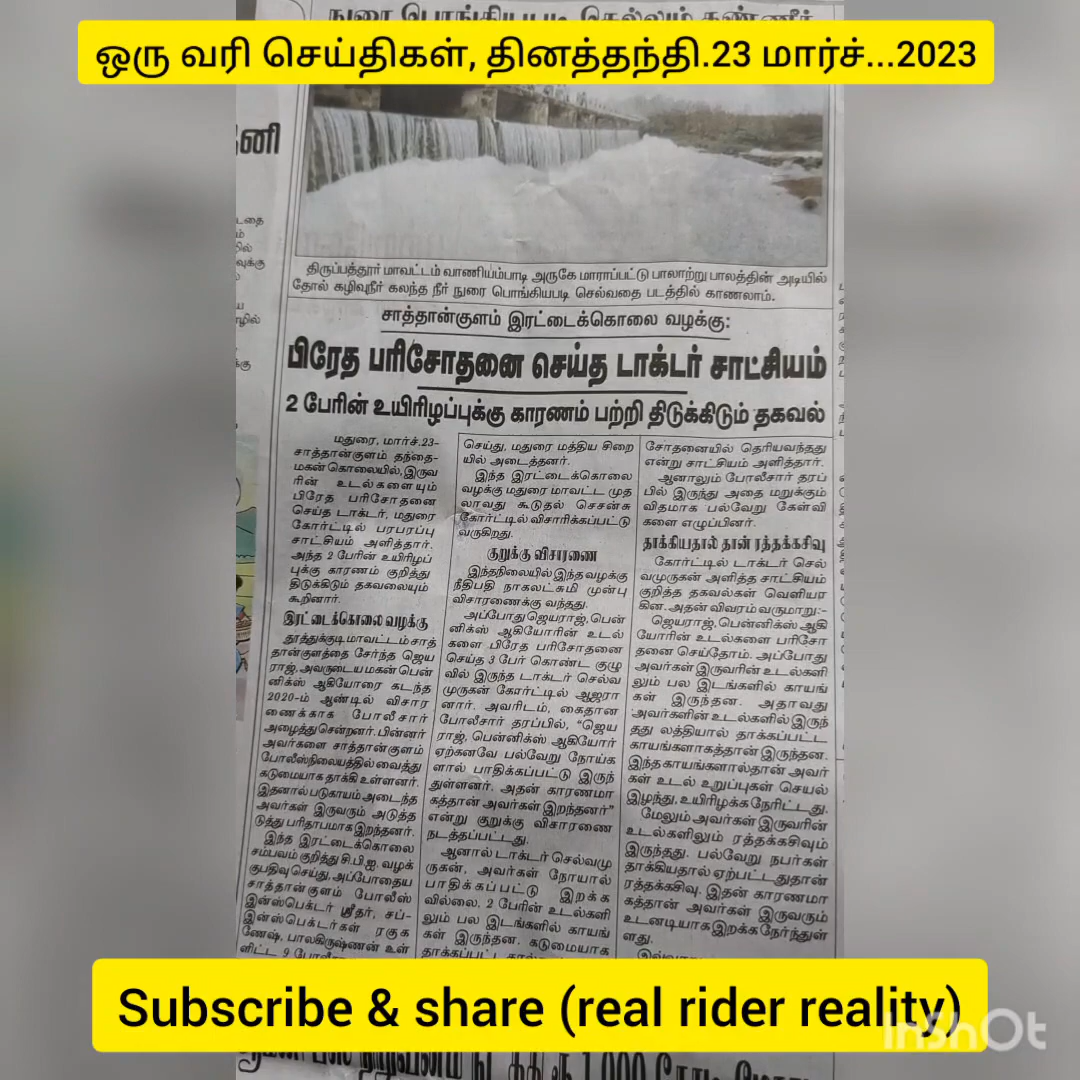 ஒரு வரி செய்திகள், தினத்தந்தி.23 மார்ச்...2023
நுரை பொங்கியபடி செல்லும் தண்ணீர்
திருப்பத்தூர் மாவட்டம் வாணியம்பாடி அருகே மாராப்பட்டு பாலாற்று பாலத்தின் அடியில்
தோல் கழிவுநீர் கலந்த நீர் நுரை பொங்கியபடி செல்வதை படத்தில் காணலாம்.
சாத்தான்குளம் இரட்டைக்கொலை வழக்கு:
பிரேத பரிசோதனை செய்த டாக்டர் சாட்சியம்
2 பேரின் உயிரிழப்புக்கு காரணம் பற்றி திடுக்கிடும் தகவல்
மதுரை, மார்ச்.23-
சாத்தான்குளம் தந்தை-
மகன் கொலையில், இருவ
ரின் உடல்களையும்
பிரேத பரிசோதனை
செய்த டாக்டர், மதுரை
கோர்ட்டில் பரபரப்பு
சாட்சியம் அளித்தார்.
அந்த 2 பேரின் உயிரிழப்
புக்கு காரணம் குறித்து
திடுக்கிடும் தகவலையும்
கூறினார்.
இரட்டைக்கொலை வழக்கு
தூத்துக்குடி மாவட்டம் சாத்
தான்குளத்தை சேர்ந்த ஜெய
ராஜ், அவருடைய மகன் பென்
னிக்ஸ் ஆகியோரை கடந்த
2020-ம் ஆண்டில் விசார
ணைக்காக போலீசார்
அழைத்து சென்றனர். பின்னர்
அவர்களை சாத்தான்குளம்
போலீஸ்நிலையத்தில் வைத்து
கடுமையாக தாக்கி உள்ளனர்.
இதனால் படுகாயம் அடைந்த
அவர்கள் இருவரும் அடுத்த
டுத்து பரிதாபமாக இறந்தனர்.
இந்த இரட்டைக்கொலை
சம்பவம் குறித்து சி.பி.ஐ வழக்
குபதிவு செய்து, அப்போதைய
சாத்தான்குளம் போலீஸ்
இன்ஸ்பெக்டர் ஸ்ரீதர், சப்-
இன்ஸ்பெக்டர்கள் ரகுக
ணேஷ், பாலகிருஷ்ணன் உள்
ளிட்ட 9 போலீசா
செய்து, மதுரை மத்திய சிறை
யில் அடைத்தனர்.
இந்த இரட்டைக்கொலை
வழக்கு மதுரை மாவட்ட முத
லாவது கூடுதல் செசன்சு
கோர்ட்டில் விசாரிக்கப்பட்டு
வருகிறது.
குறுக்கு விசாரணை
இந்தநிலையில் இந்த வழக்கு
நீதிபதி நாகலட்சுமி முன்பு
விசாரணைக்கு வந்தது.
அப்போது ஜெயராஜ், பென்
னிக்ஸ் ஆகியோரின் உடல்
களை பிரேத பரிசோதனை
செய்த 3 பேர் கொண்ட குழு
வில் இருந்த டாக்டர் செல்வ
முருகன் கோர்ட்டில் ஆஜரா
னார். அவரிடம், கைதான
போலீசார் தரப்பில், “ஜெய
ராஜ், பென்னிக்ஸ் ஆகியோர்
ஏற்கனவே பல்வேறு நோய்க
ளால் பாதிக்கப்பட்டு இருந்
துள்ளனர். அதன் காரணமா
கத்தான் அவர்கள் இறந்தனர்”
என்று குறுக்கு விசாரணை
நடத்தப்பட்டது.
ஆனால் டாக்டர் செல்வமு
ருகன், அவர்கள் நோயால்
பாதிக்கப்பட்டு இறக்க
வில்லை. 2 பேரின் உடல்களி
லும் பல இடங்களில் காயங்
கள் இருந்தன. கடுமையாக
தாக்கப்பட்ட
சோதனையில் தெரியவந்தது
என்று சாட்சியம் அளித்தார்.
ஆனாலும் போலீசார் தரப்
பில் இருந்து அதை மறுக்கும்
விதமாக பல்வேறு கேள்வி
களை எழுப்பினர்.
தாக்கியதால் தான் ரத்தக்கசிவு
கோர்ட்டில் டாக்டர் செல்
வமுருகன் அளித்த சாட்சியம்
குறித்த தகவல்கள் வெளியா
கின. அதன் விவரம் வருமாறு:-
ஜெயராஜ், பென்னிக்ஸ் ஆகி
யோரின் உடல்களை பரிசோ
தனை செய்தோம். அப்போது
அவர்கள் இருவரின் உடல்களி
லும் பல இடங்களில் காயங்
கள் இருந்தன. அதாவது
அவர்களின் உடல்களில் இருந்
தது லத்தியால் தாக்கப்பட்ட
காயங்களாகத்தான் இருந்தன.
இந்த காயங்களால்தான் அவர்
கள் உடல் உறுப்புகள் செயல்
இழந்து, உயிரிழக்க நேரிட்டது.
மேலும் அவர்கள் இருவரின்
உடல்களிலும் ரத்தக்கசிவும்
இருந்தது. பல்வேறு நபர்கள்
தாக்கியதால் ஏற்பட்டதுதான்
ரத்தக்கசிவு. இதன் காரணமா
கத்தான் அவர்கள் இருவரும்
உடனடியாக இறக்க நேர்ந்துள்
ளது.
Subscribe & share (real rider reality)
InShOt